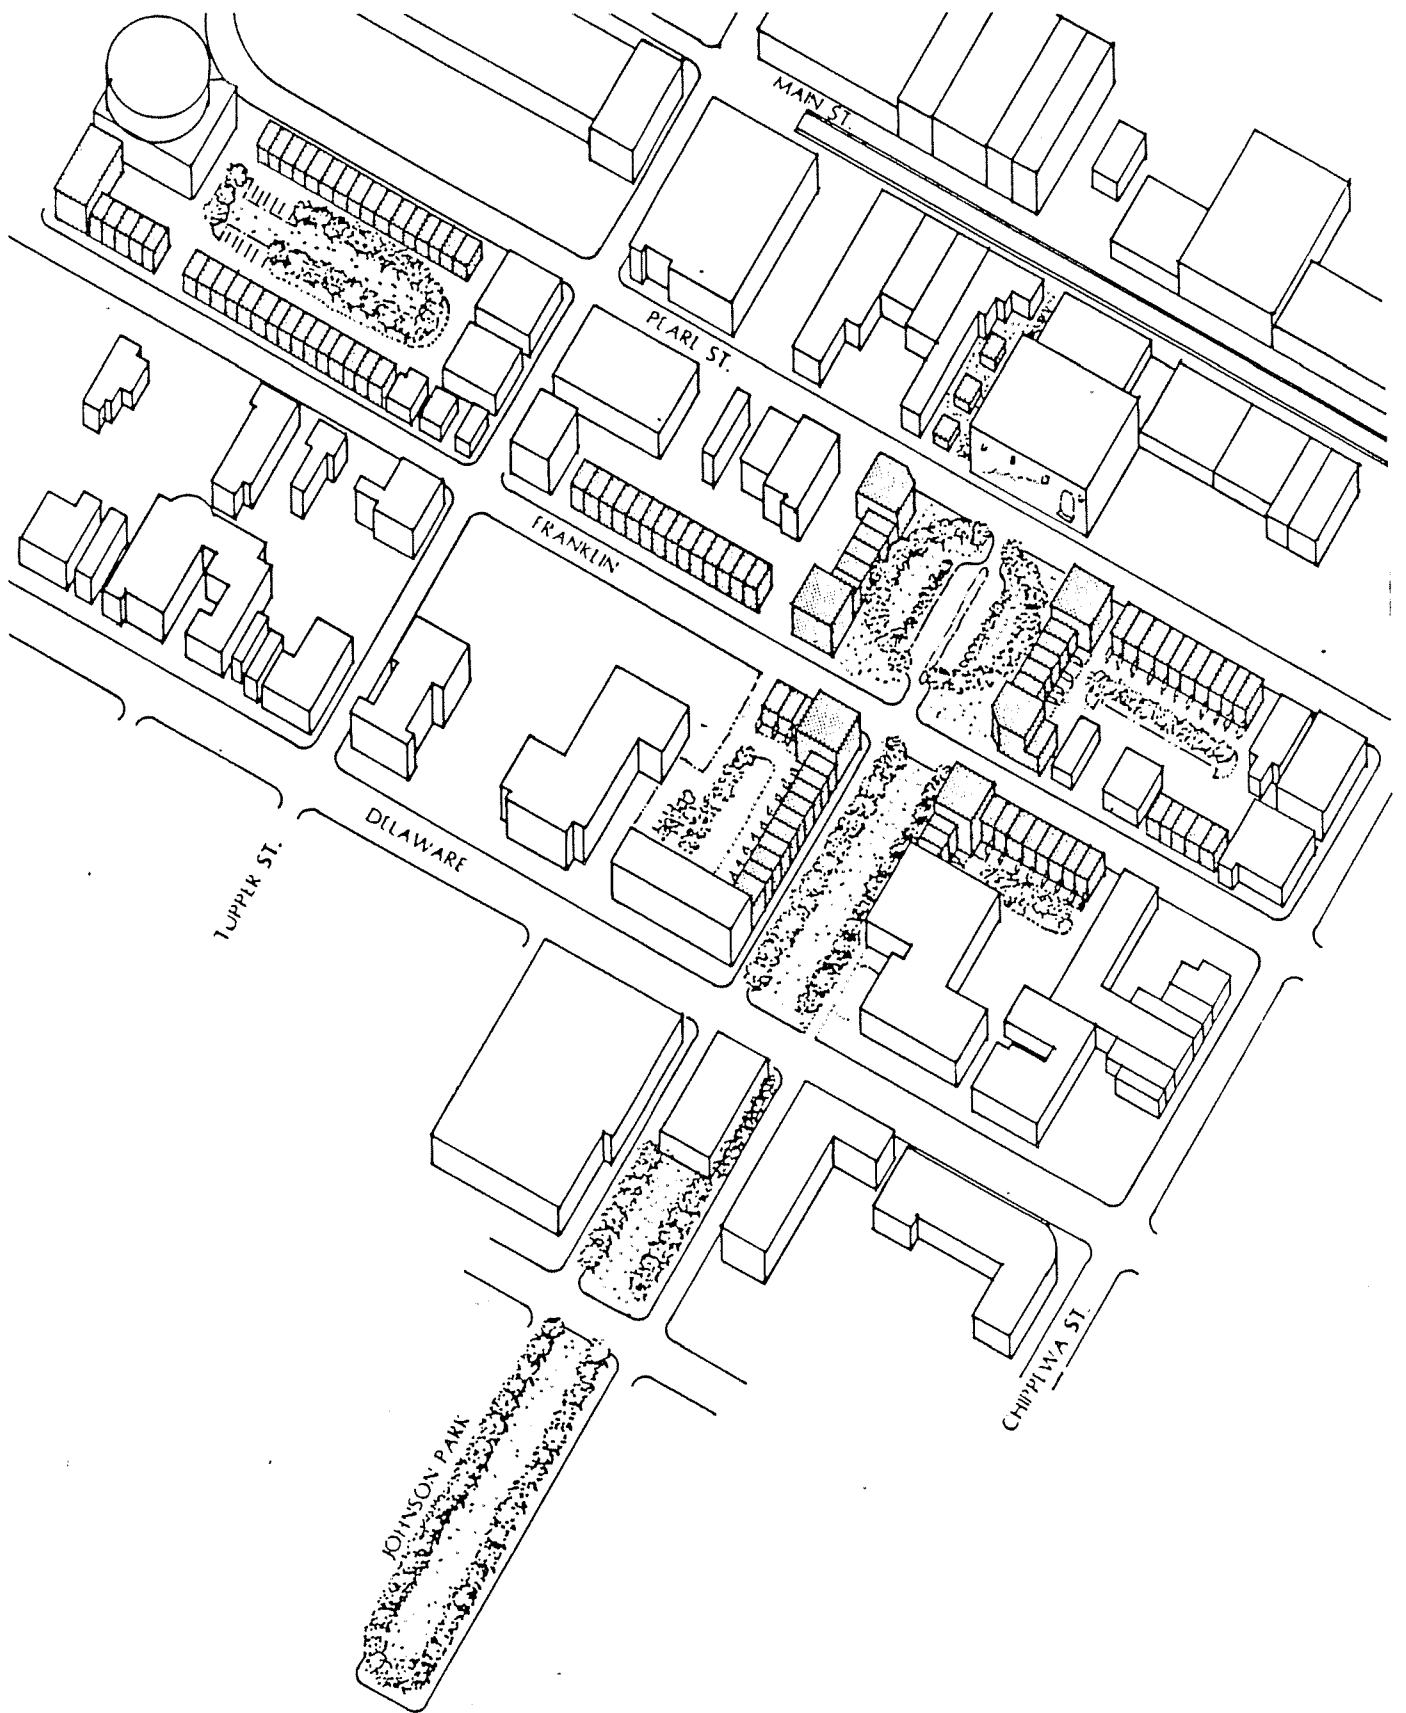 MAIN ST.
PEARL ST.
FRANKLIN
DELAWARE
TUPPER ST.
CHIPPEWA ST.
JOHNSON PARK